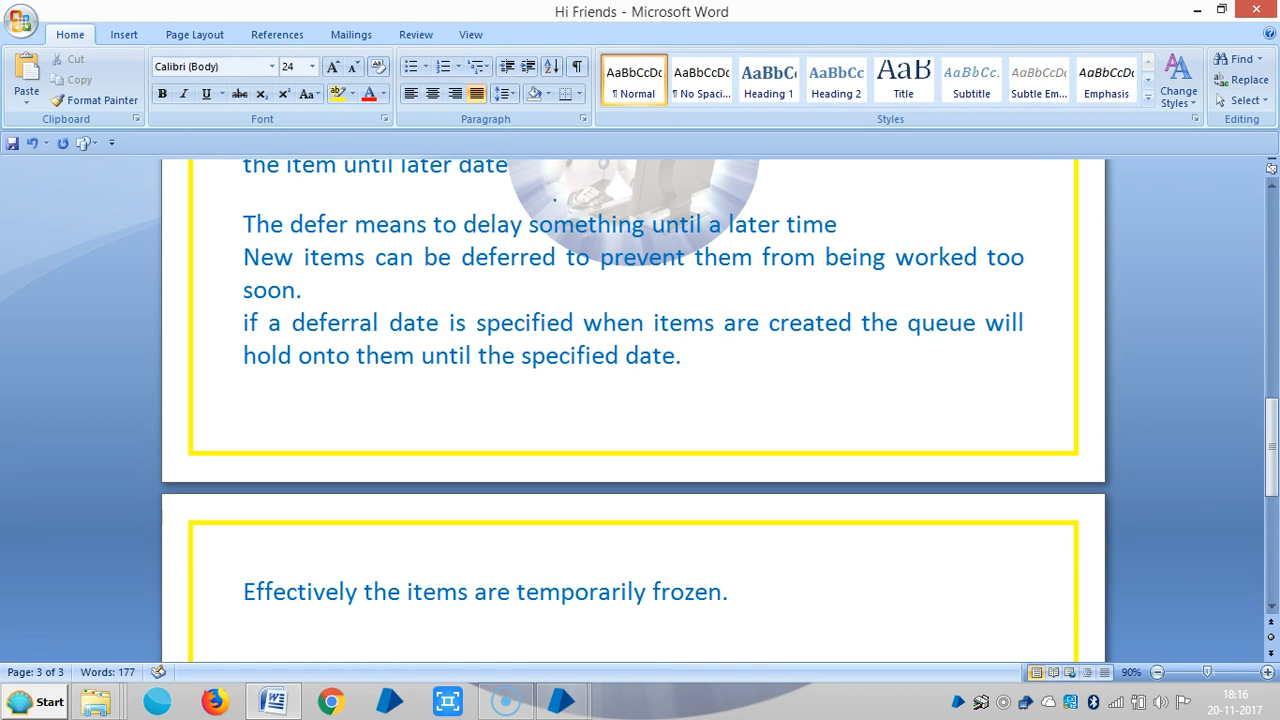 Hi Friends - Microsoft Word
Home Insert Page Layout References Mailings Review View
Cut
Copy
Format Painter
Paste
Clipboard
Calibri (Body) 24
Font
Paragraph
AaBbCcDc AaBbCcDc AaBbC AaBbCc AaB AaBbCc. AaBbCcDc AaBbCcDc
¶ Normal ¶ No Spaci... Heading 1 Heading 2 Title Subtitle Subtle Em... Emphasis
Change Styles
Styles
Find
Replace
Select
Editing
the item until later date
.
The defer means to delay something until a later time
New items can be deferred to prevent them from being worked too
soon.
if a deferral date is specified when items are created the queue will
hold onto them until the specified date.
Effectively the items are temporarily frozen.
Page: 3 of 3 Words: 177 90%
Start
18:16
20-11-2017